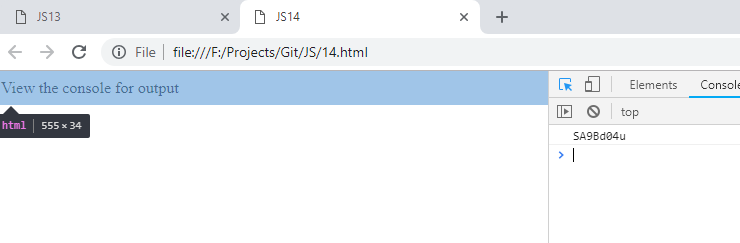 JS13
JS14
File
file:///F:/Projects/Git/JS/14.html
View the console for output
html 555 × 34
Elements
Console
top
SA9Bd04u